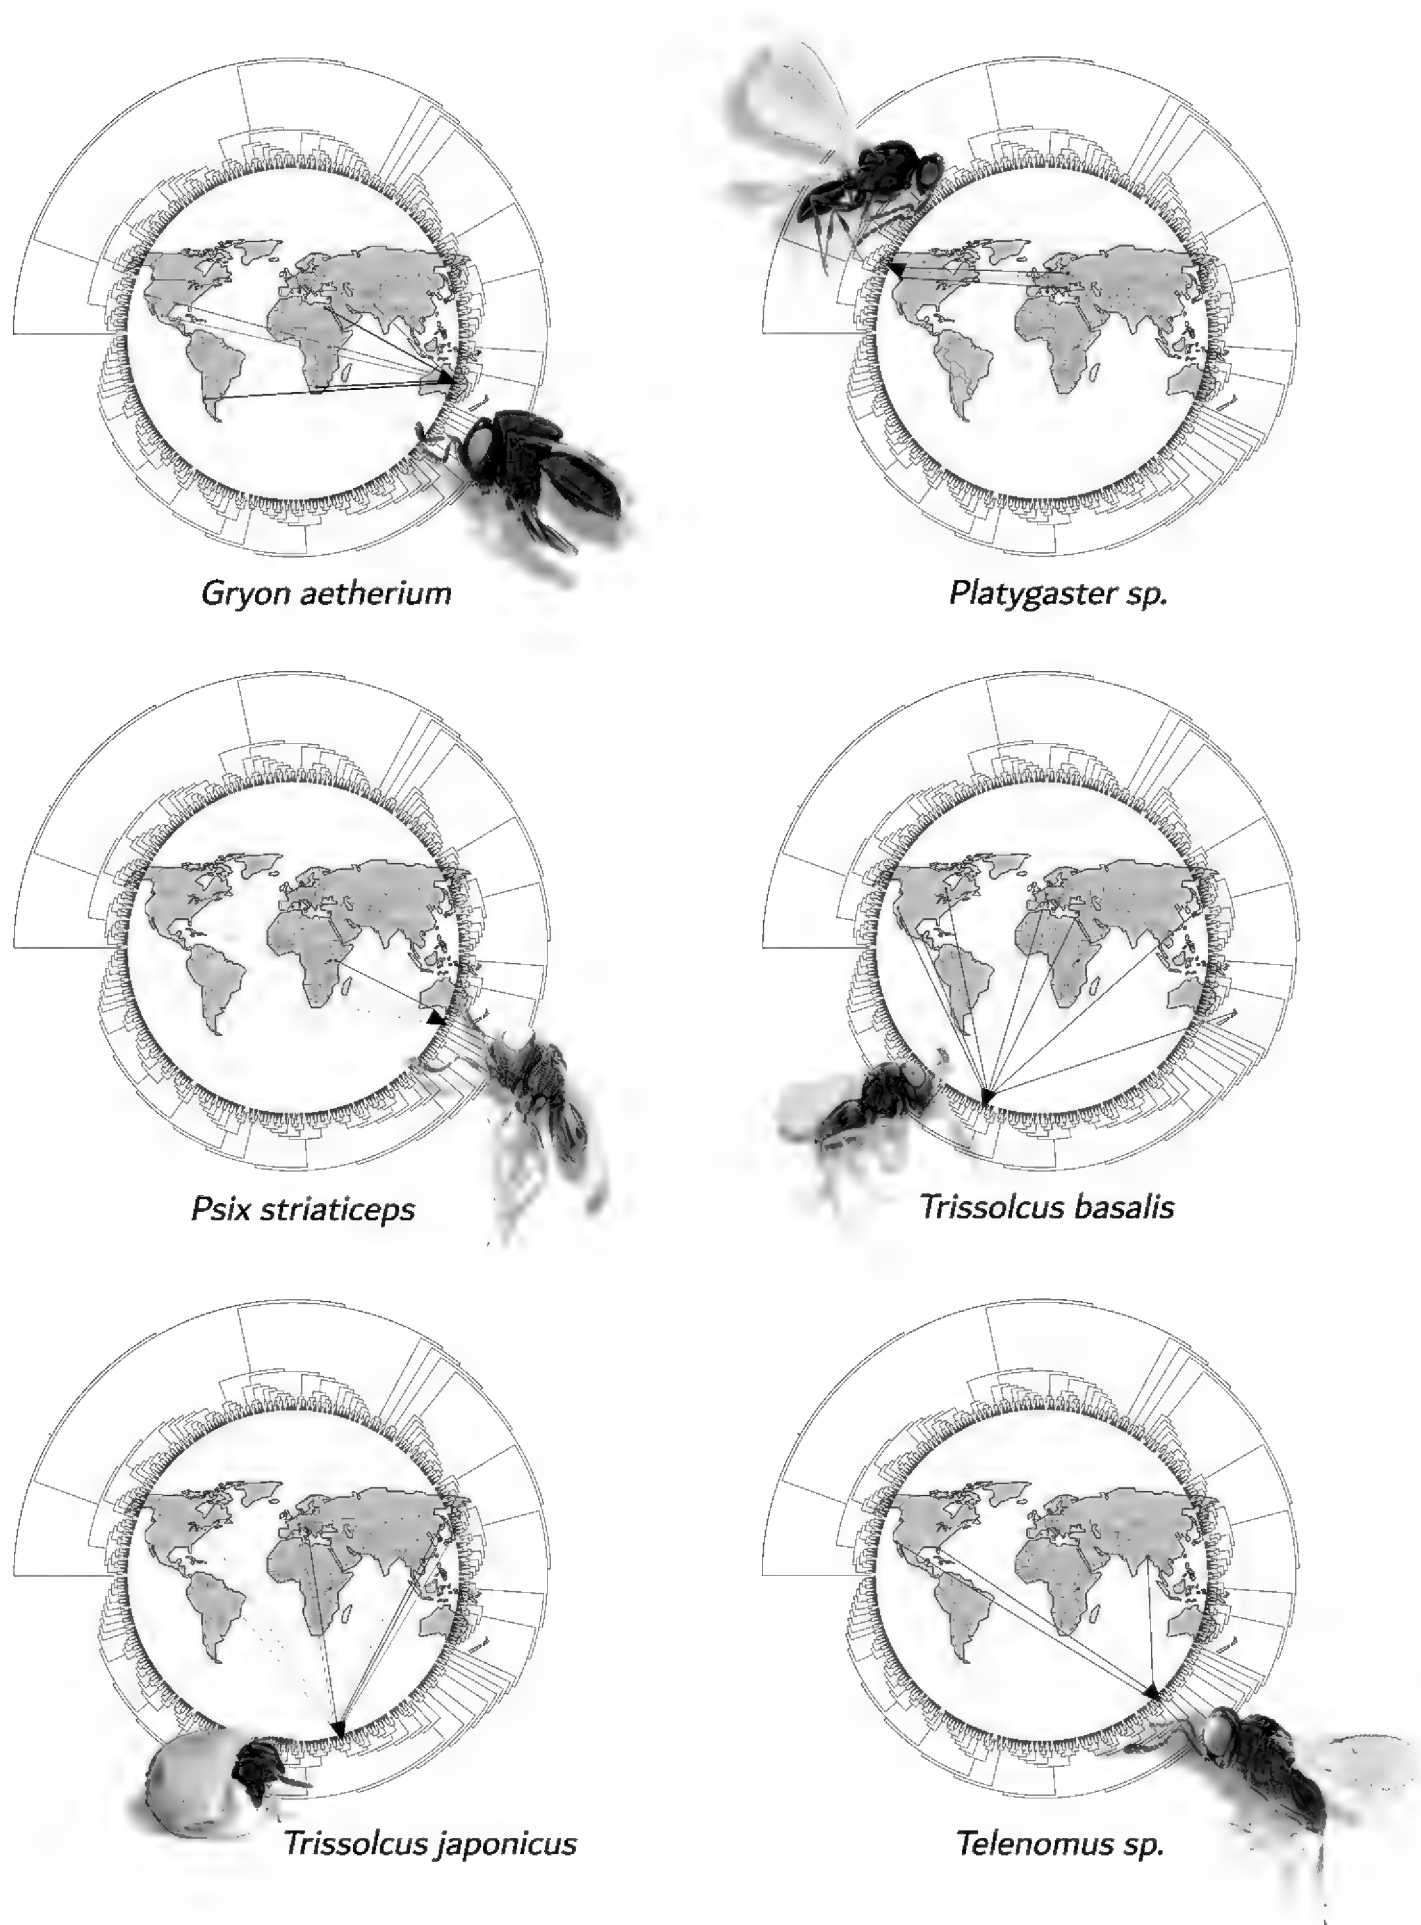 Gryon aetherium
Platygaster sp.
Psix striaticeps
Trissolcus basalis
Trissolcus japonicus
Telenomus sp.